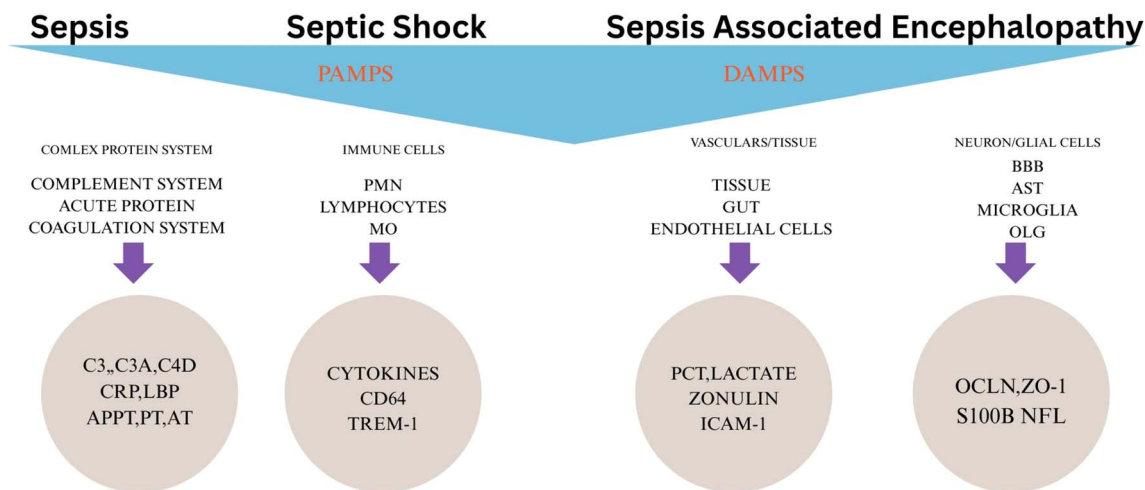 Sepsis
Septic Shock
Sepsis Associated Encephalopathy
PAMPS
DAMPS
COMLEX PROTEIN SYSTEM
COMPLEMENT SYSTEM
ACUTE PROTEIN
COAGULATION SYSTEM
IMMUNE CELLS
PMN
LYMPHOCYTES
MO
VASCULARS/TISSUE
TISSUE
GUT
ENDOTHELIAL CELLS
NEURON/GLIAL CELLS
BBB
AST
MICROGLIA
OLG
C3,,C3A,C4D
CRP,LBP
APPT,PT,AT
CYTOKINES
CD64
TREM-1
PCT,LACTATE
ZONULIN
ICAM-1
OCLN,ZO-1
S100B NFL